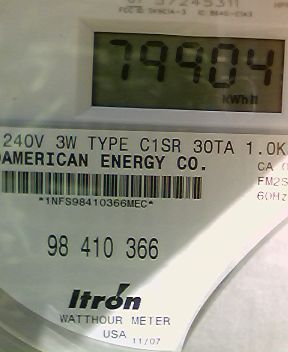 57245311
79904
kWh
240V 3W TYPE C1SR 30TA 1.0K
AMERICAN ENERGY CO.
CA
*1NFS98410366MEC*
FM2S
60Hz
98 410 366
Itron
WATTHOUR METER
USA 11/07